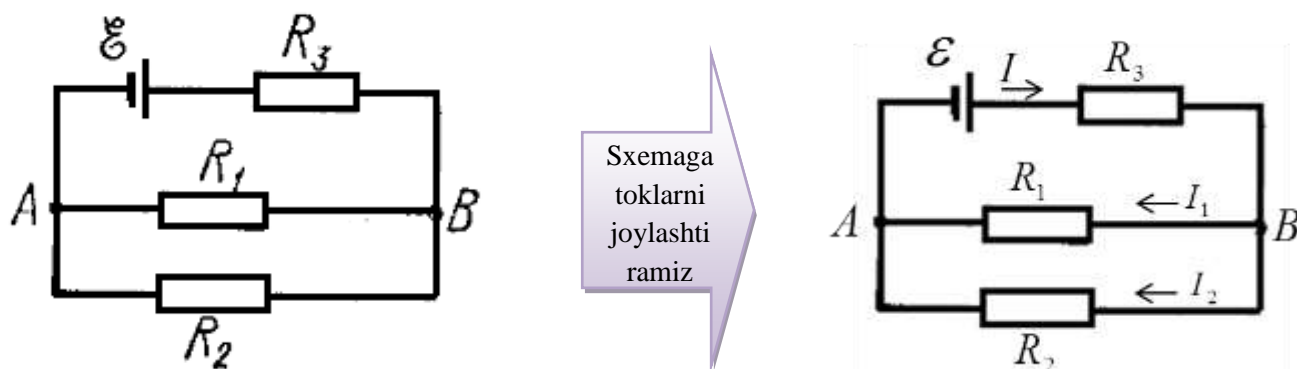 ℰ
R₃
R₁
A
B
R₂
Sxemaga
toklarni
joylashti
ramiz
ε
I
R₃
R₁
I₁
A
B
I₂
R₂